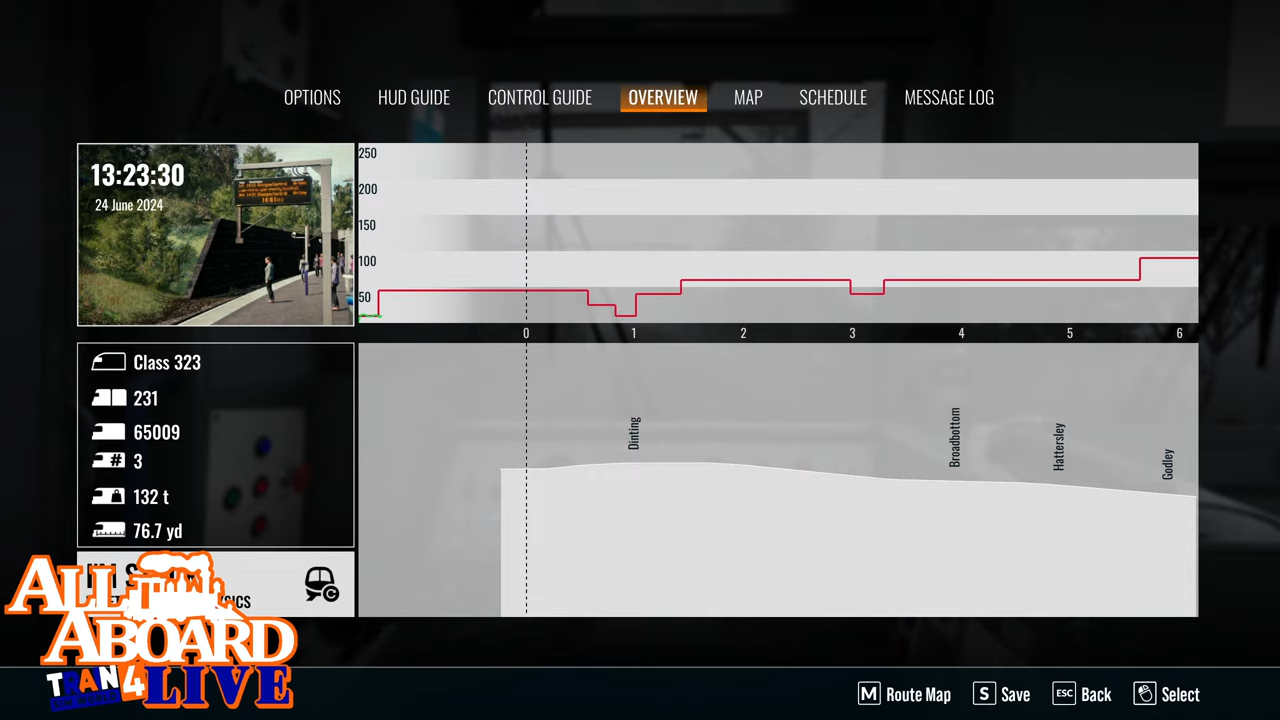 OPTIONS HUD GUIDE CONTROL GUIDE OVERVIEW MAP SCHEDULE MESSAGE LOG
13:23:30
24 June 2024
250
200
150
100
50
0 1 2 3 4 5 6
Class 323
231
65009
3
132 t
76.7 yd
Dinting
Broadbottom
Hattersley
Godley
ALL
ABOARD
LIVE
M Route Map S Save ESC Back Select